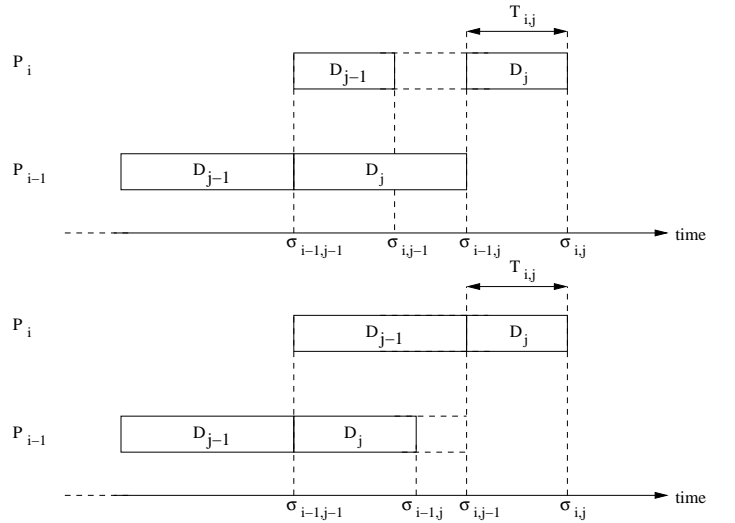 T i,j
P i D j−1 D j
P i−1 D j−1 D j
σ i−1,j−1 σ i,j−1 σ i−1,j σ i,j time
T i,j
P i D j−1 D j
P i−1 D j−1 D j
σ i−1,j−1 σ i−1,j σ i,j−1 σ i,j time